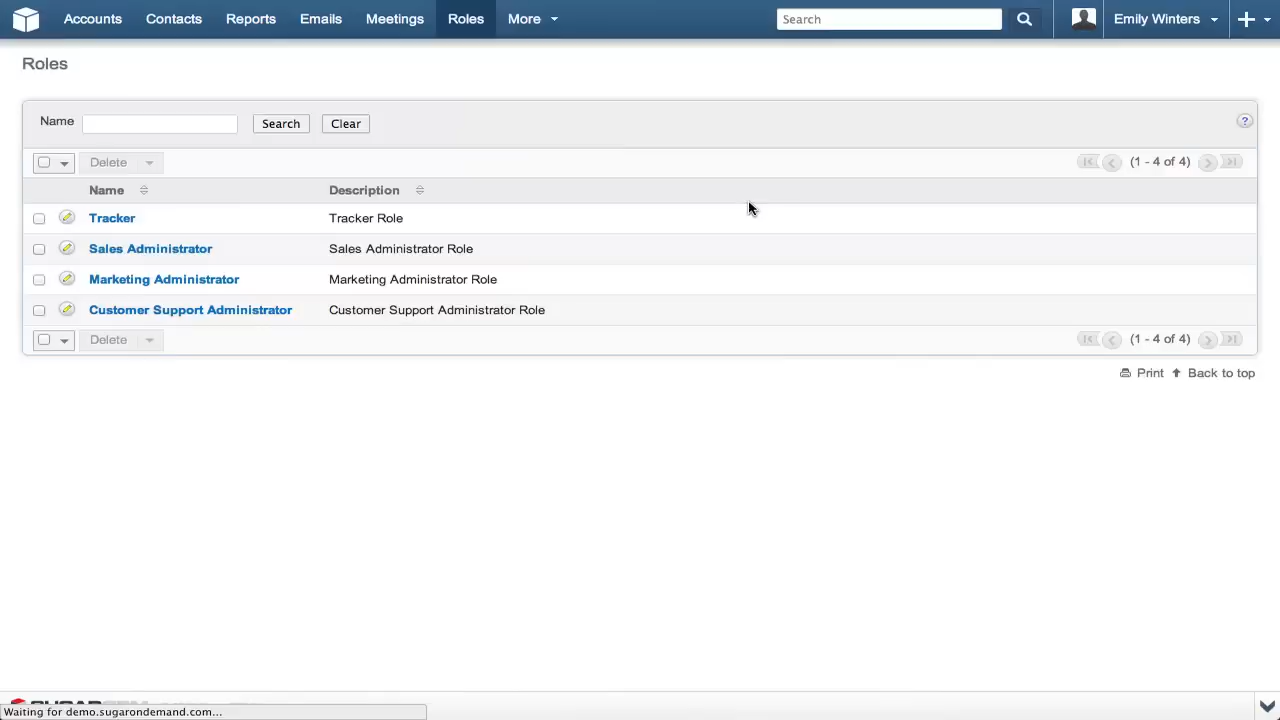 Accounts Contacts Reports Emails Meetings Roles More Search Emily Winters
Roles
Name Search Clear ?
Delete (1 - 4 of 4)
Name Description
Tracker Tracker Role
Sales Administrator Sales Administrator Role
Marketing Administrator Marketing Administrator Role
Customer Support Administrator Customer Support Administrator Role
Delete (1 - 4 of 4)
Print Back to top
Waiting for demo.sugarondemand.com...